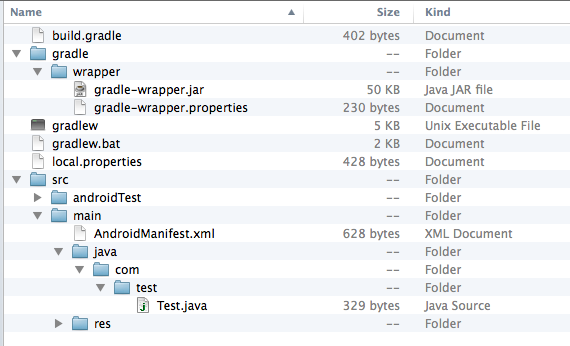 Name Size Kind
build.gradle 402 bytes Document
gradle -- Folder
wrapper -- Folder
gradle-wrapper.jar 50 KB Java JAR file
gradle-wrapper.properties 230 bytes Document
gradlew 5 KB Unix Executable File
gradlew.bat 2 KB Document
local.properties 428 bytes Document
src -- Folder
androidTest -- Folder
main -- Folder
AndroidManifest.xml 628 bytes XML Document
java -- Folder
com -- Folder
test -- Folder
Test.java 329 bytes Java Source
res -- Folder